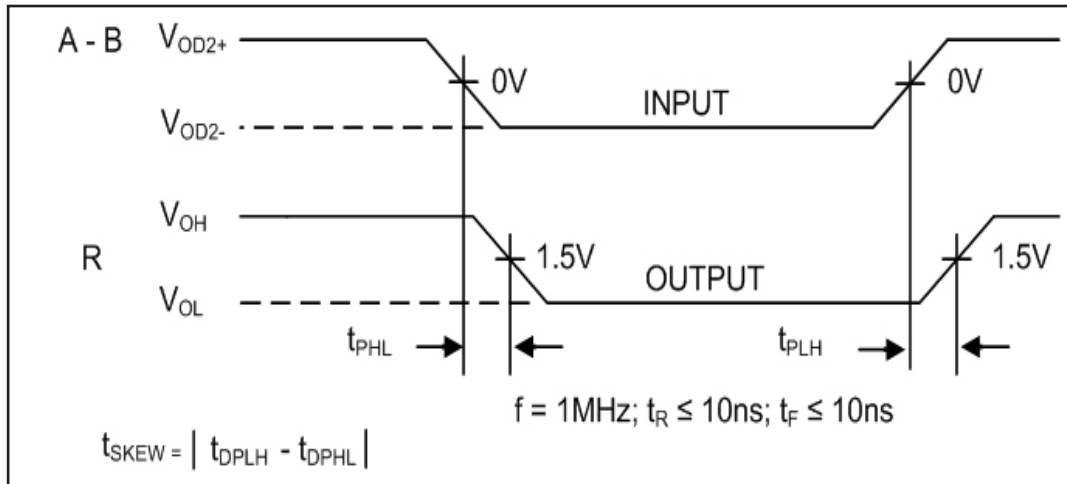 A - B V_OD2+
0V 0V
INPUT
V_OD2-
V_OH
R 1.5V 1.5V
OUTPUT
V_OL
t_PHL t_PLH
f = 1MHz; t_R ≤ 10ns; t_F ≤ 10ns
t_SKEW = | t_DPLH - t_DPHL |